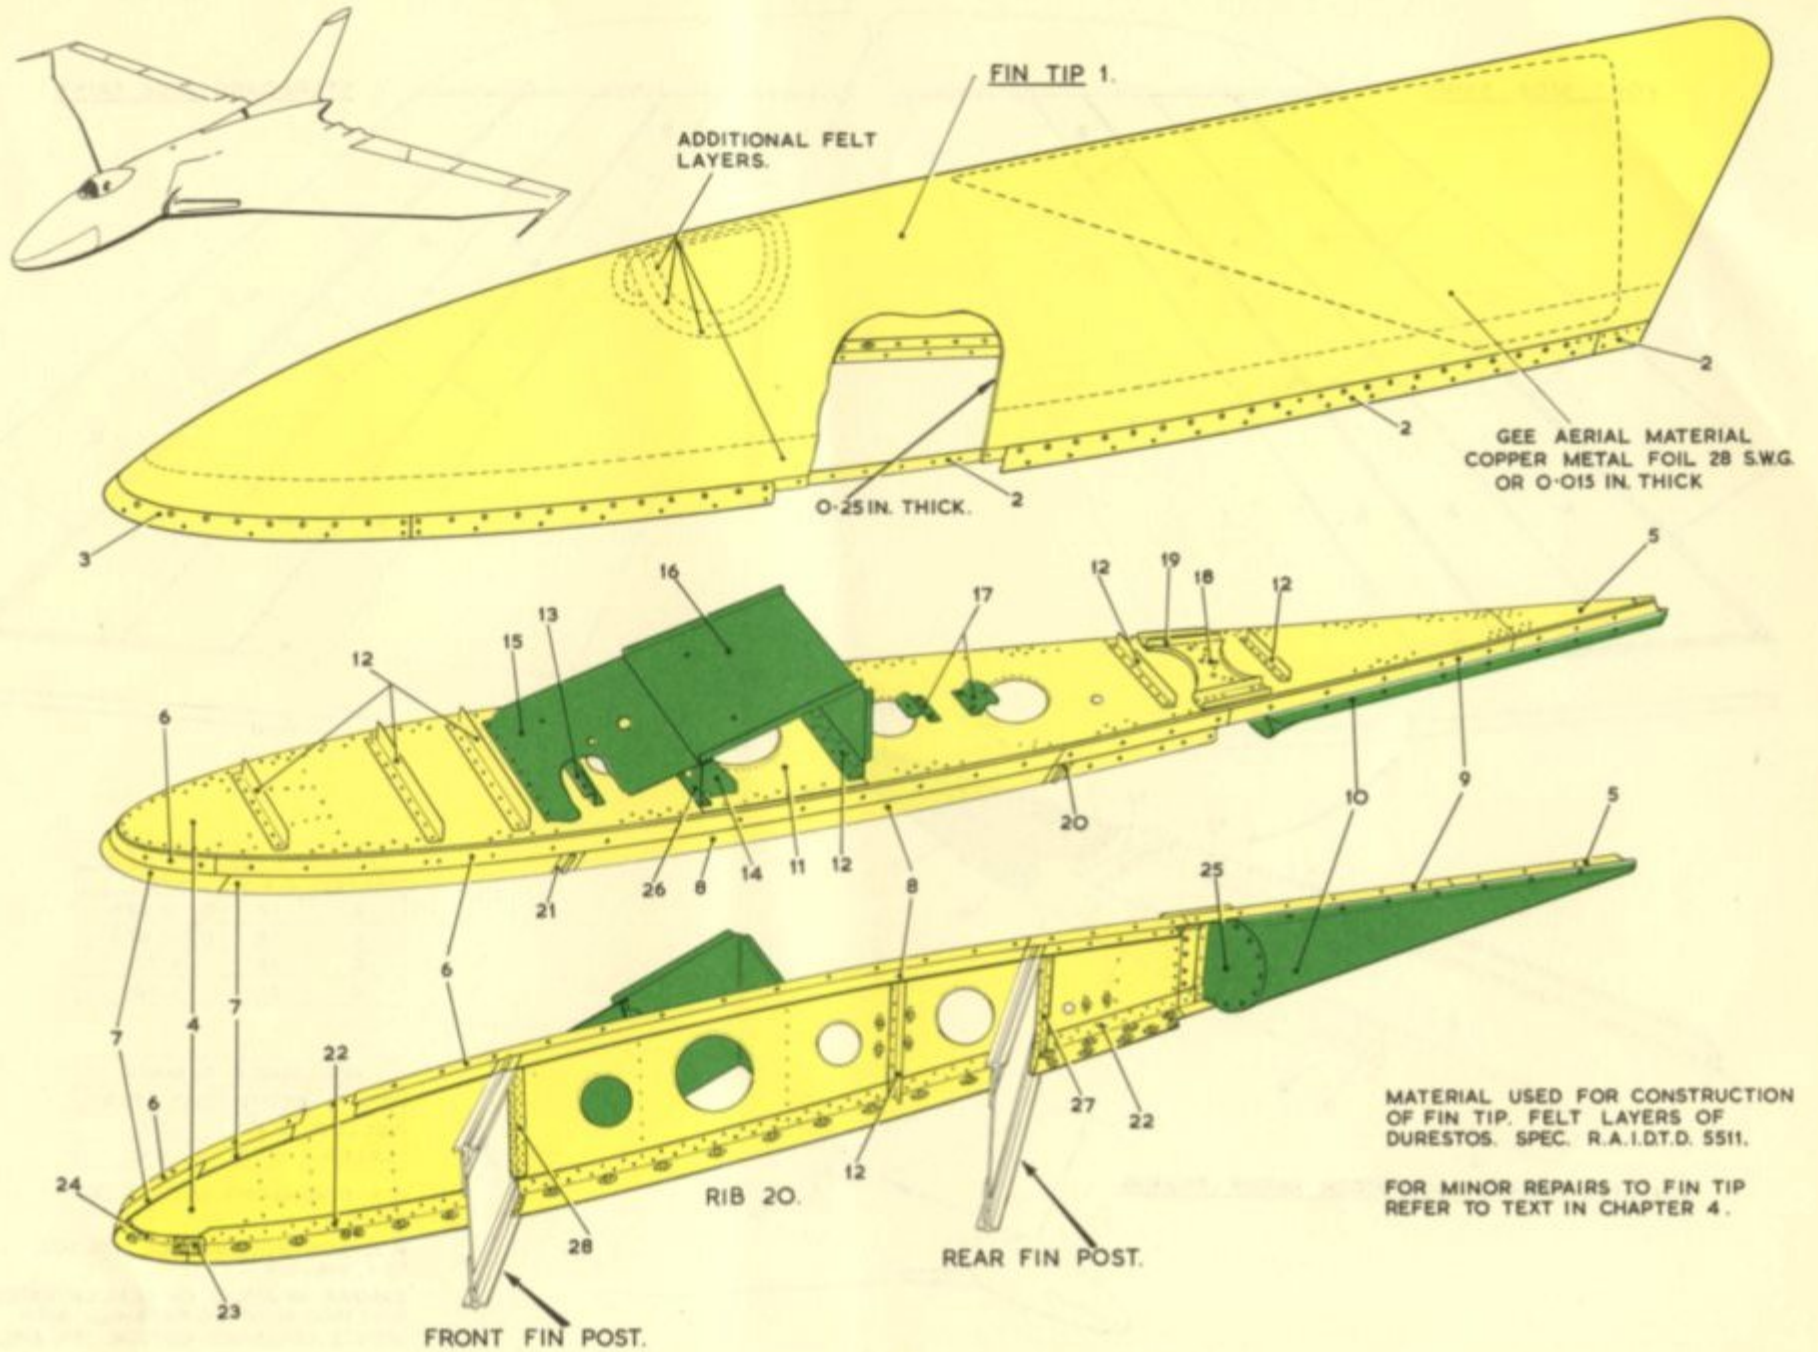 FIN TIP 1.
ADDITIONAL FELT
LAYERS.
2
2
GEE AERIAL MATERIAL
COPPER METAL FOIL 28 S.W.G.
OR 0·015 IN. THICK
2
0·25 IN. THICK.
3
5
16
12
19
18
12
17
13
15
12
6
9
10
20
5
12
11
14
8
26
21
8
25
6
7
4
7
22
6
24
27
22
12
RIB 20.
28
23
REAR FIN POST.
FRONT FIN POST.
MATERIAL USED FOR CONSTRUCTION
OF FIN TIP. FELT LAYERS OF
DURESTOS. SPEC. R.A.I.D.T.D. 5511.
FOR MINOR REPAIRS TO FIN TIP
REFER TO TEXT IN CHAPTER 4.